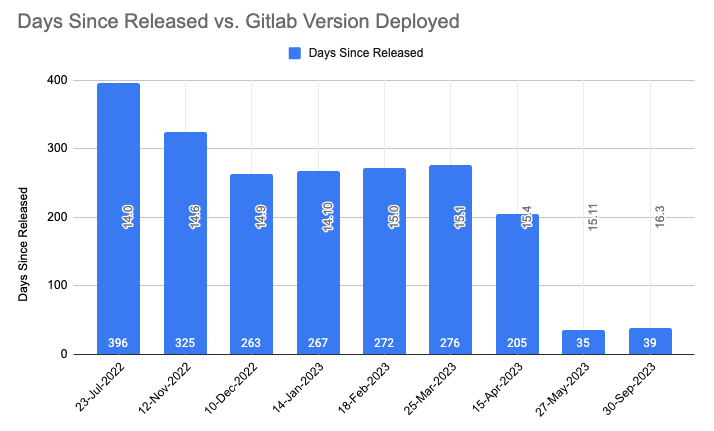 Days Since Released vs. Gitlab Version Deployed
Days Since Released
Days Since Released
400
300
200
100
0
14.0
14.6
14.9
14.10
15.0
15.1
15.4
15.11
16.3
396
325
263
267
272
276
205
35
39
23-Jul-2022
12-Nov-2022
10-Dec-2022
14-Jan-2023
18-Feb-2023
25-Mar-2023
15-Apr-2023
27-May-2023
30-Sep-2023